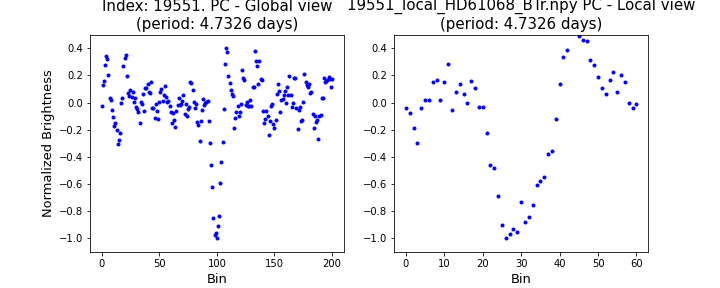 Index: 19551. PC - Global view
(period: 4.7326 days)
19551_local_HD61068_BTr.npy PC - Local view
(period: 4.7326 days)
Normalized Brightness
0.4
0.2
0.0
−0.2
−0.4
−0.6
−0.8
−1.0
0 50 100 150 200
Bin
0.4
0.2
0.0
−0.2
−0.4
−0.6
−0.8
−1.0
0 10 20 30 40 50 60
Bin